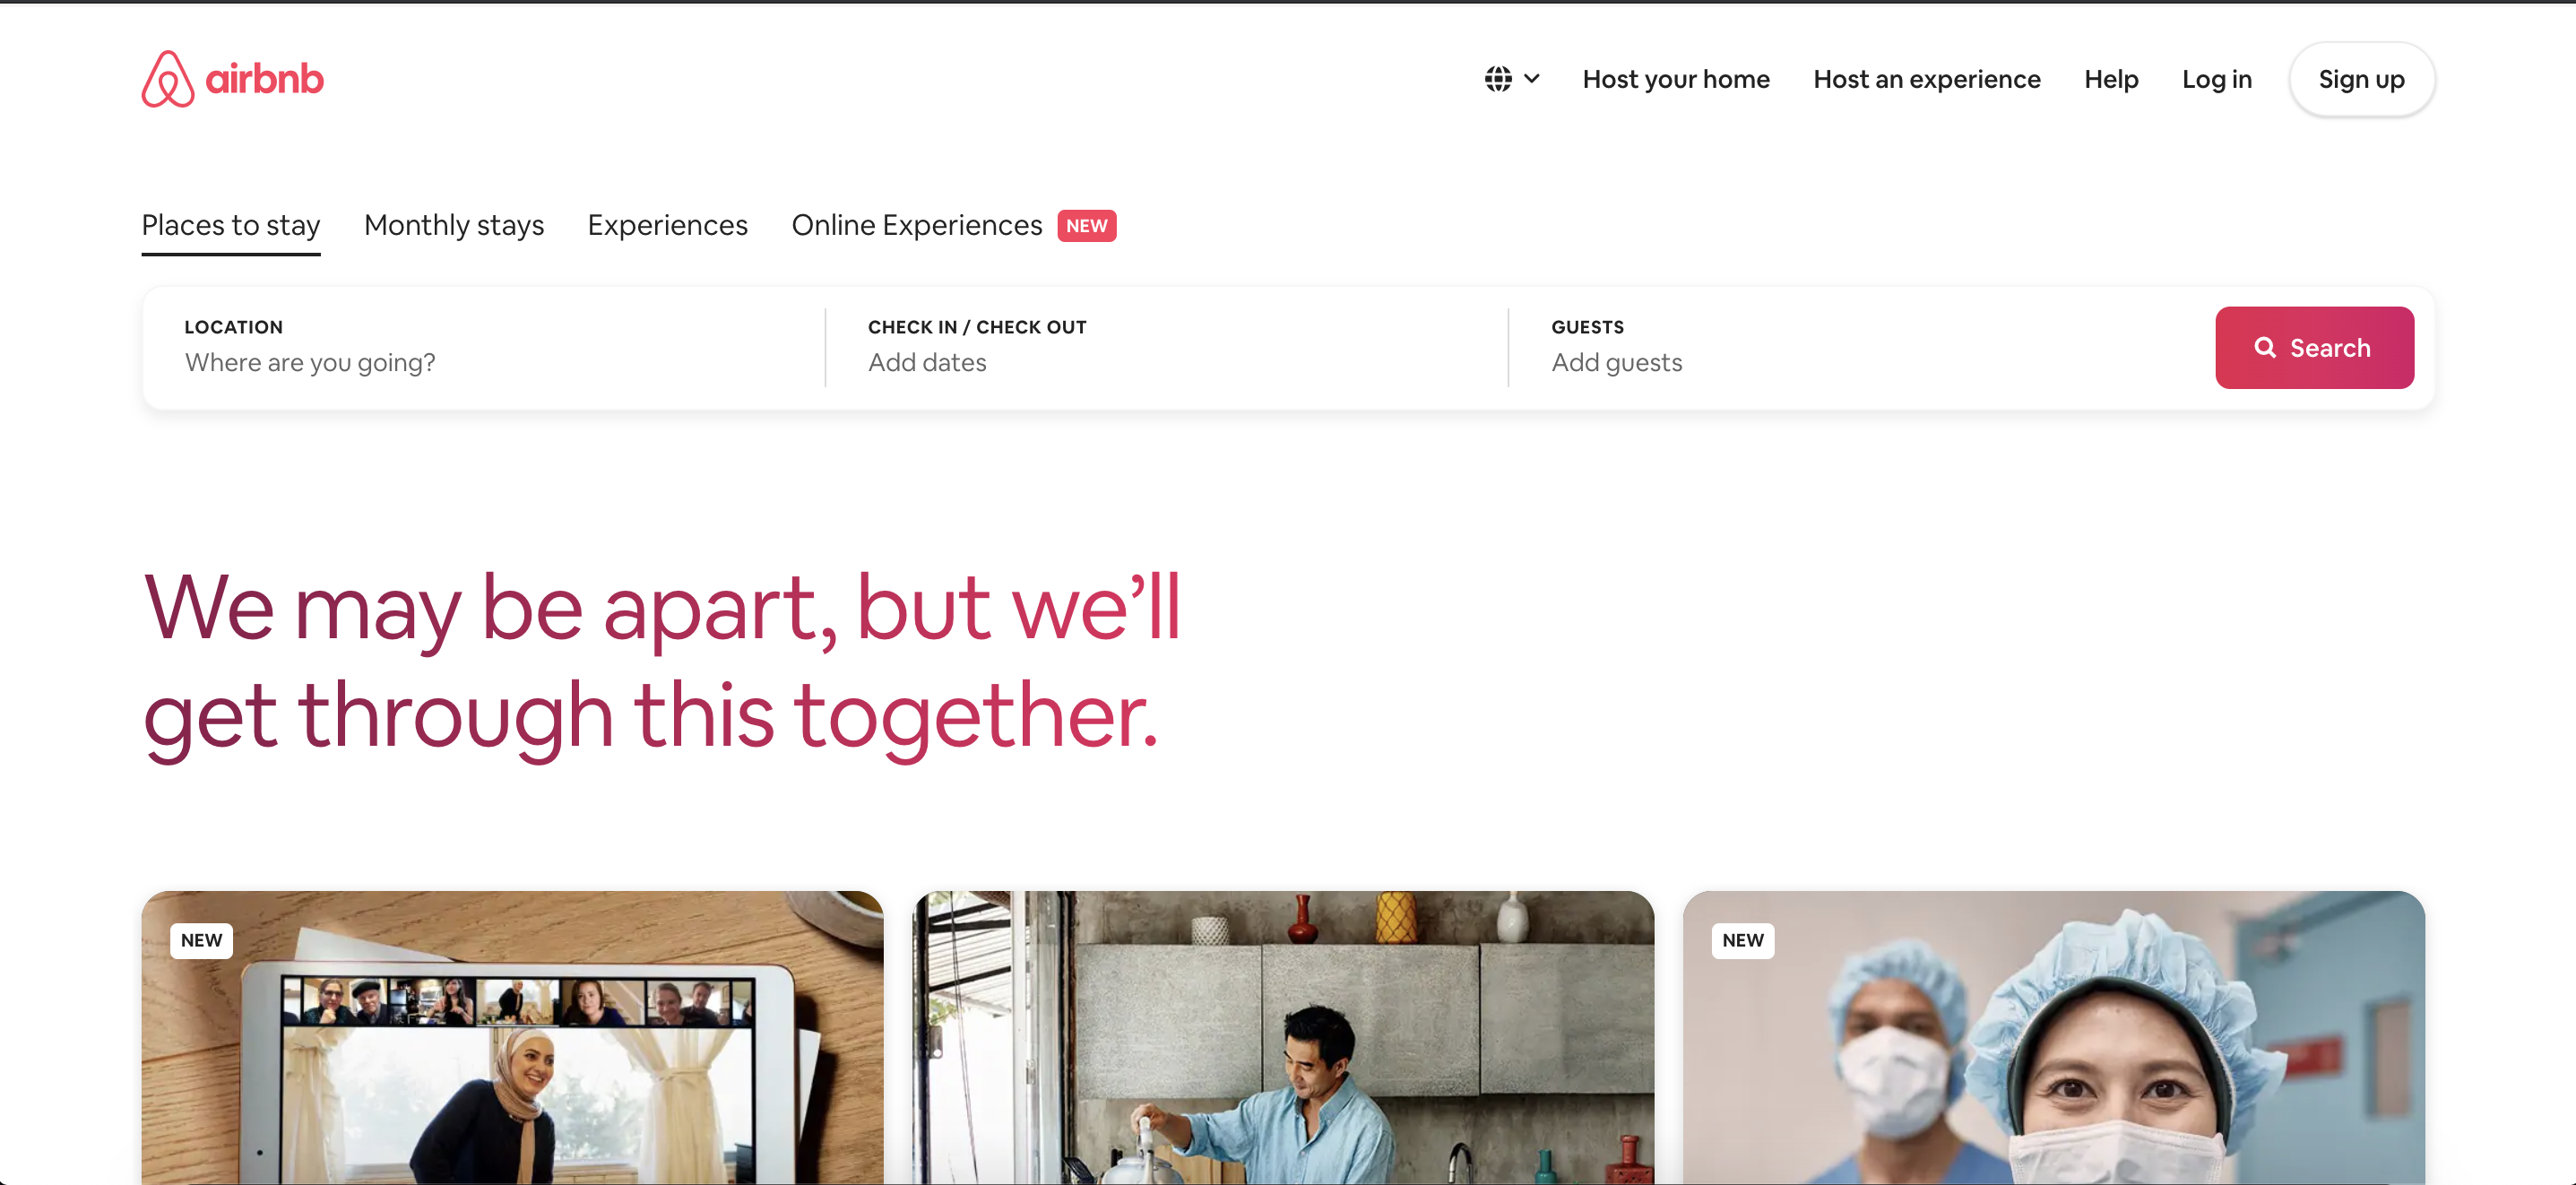 airbnb
Host your home
Host an experience
Help
Log in
Sign up
Places to stay
Monthly stays
Experiences
Online Experiences NEW
LOCATION
Where are you going?
CHECK IN / CHECK OUT
Add dates
GUESTS
Add guests
Search
We may be apart, but we’ll
get through this together.
NEW
NEW